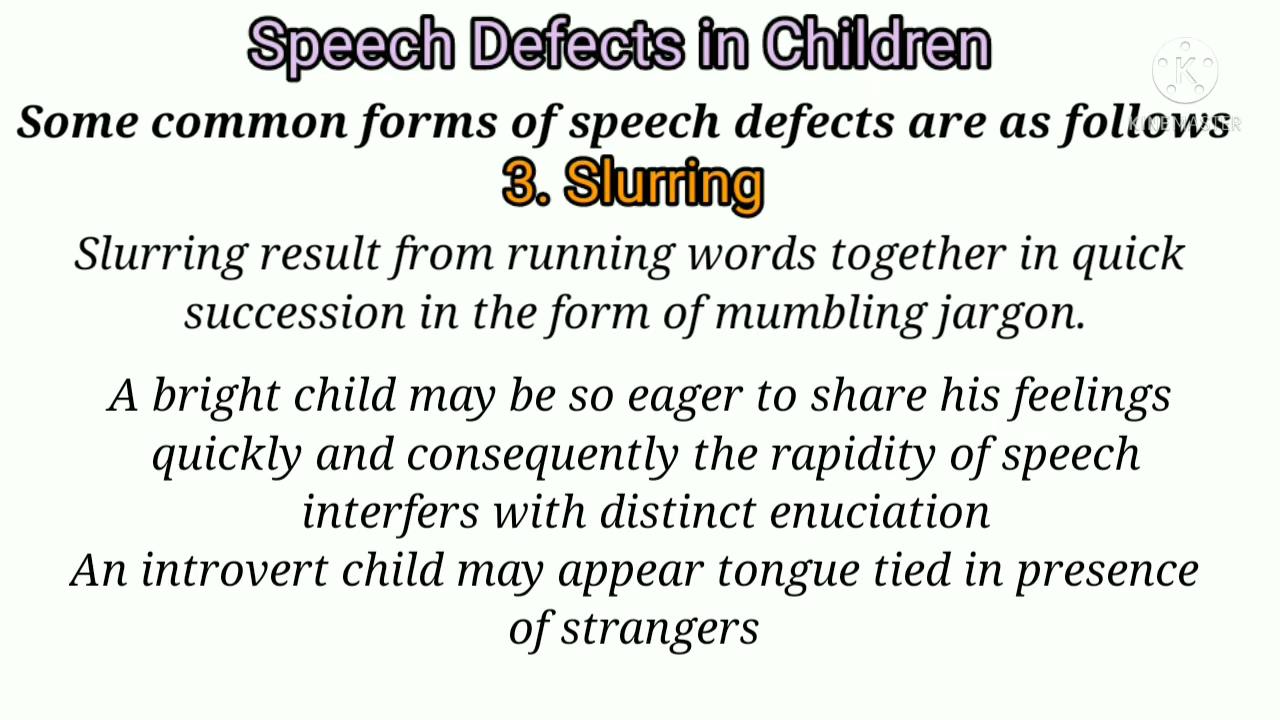 Speech Defects in Children
K
KINEMASTER
Some common forms of speech defects are as follows
3. Slurring
Slurring result from running words together in quick
succession in the form of mumbling jargon.
A bright child may be so eager to share his feelings
quickly and consequently the rapidity of speech
interfers with distinct enuciation
An introvert child may appear tongue tied in presence
of strangers